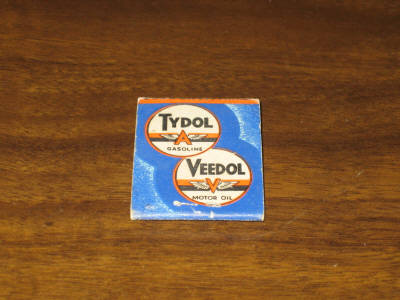 TYDOL
A
GASOLINE
VEEDOL
V
MOTOR OIL